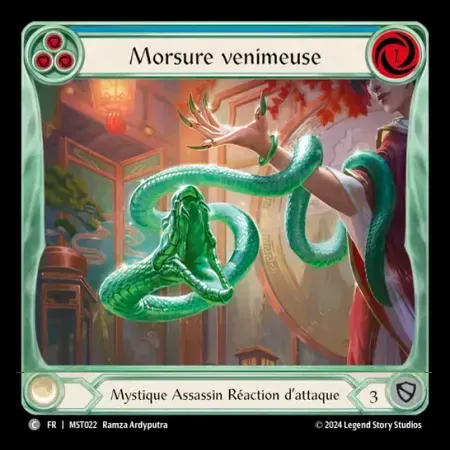 Morsure venimeuse
1
Mystique Assassin Réaction d'attaque
3
C FR | MST022 Ramza Ardyputra
© 2024 Legend Story Studios